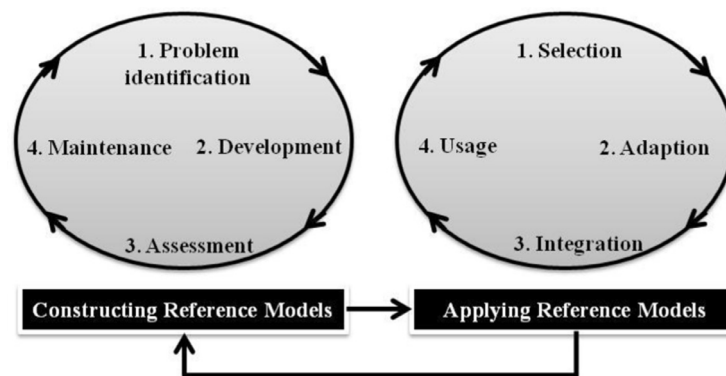 1. Problem
identification
4. Maintenance
2. Development
3. Assessment
1. Selection
4. Usage
2. Adaption
3. Integration
Constructing Reference Models
Applying Reference Models